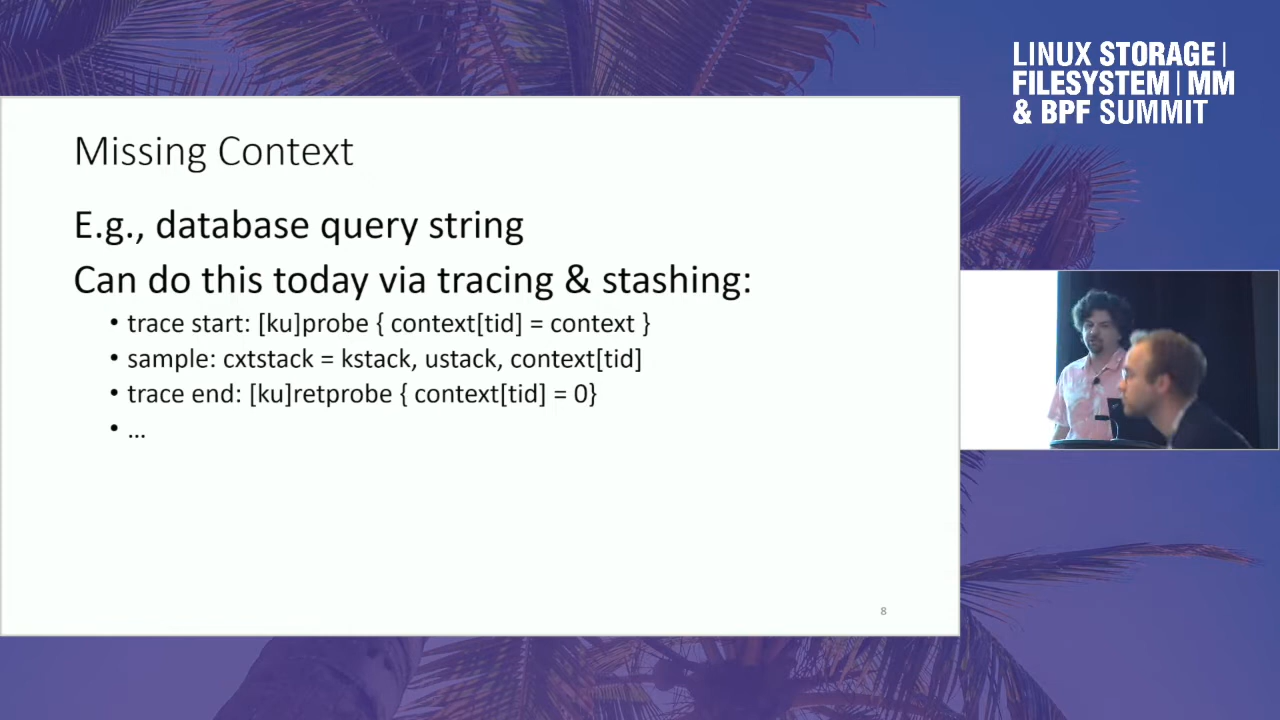 LINUX STORAGE |
FILESYSTEM | MM
& BPF SUMMIT
Missing Context
E.g., database query string
Can do this today via tracing & stashing:
• trace start: [ku]probe { context[tid] = context }
• sample: cxtstack = kstack, ustack, context[tid]
• trace end: [ku]retprobe { context[tid] = 0}
• ...
8